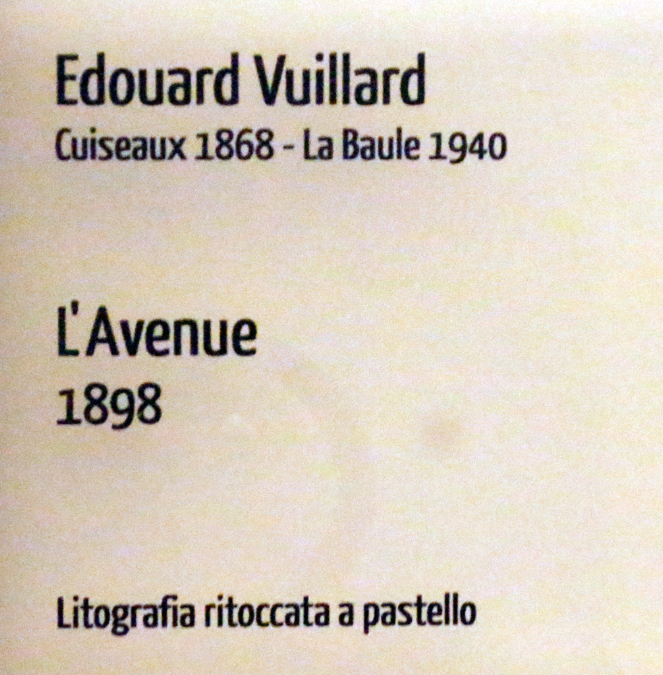 Edouard Vuillard
Cuiseaux 1868 - La Baule 1940
L'Avenue
1898
Litografia ritoccata a pastello